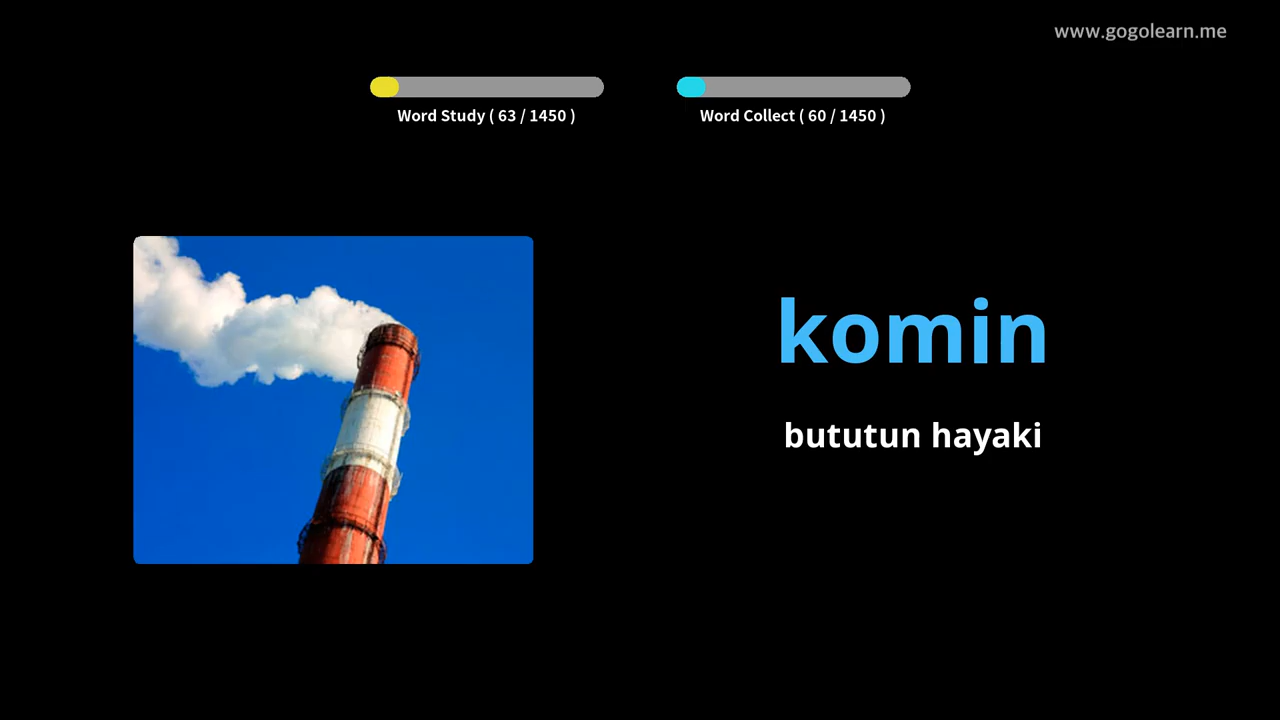 www.gogolearn.me
Word Study ( 63 / 1450 )
Word Collect ( 60 / 1450 )
komin
bututun hayaki